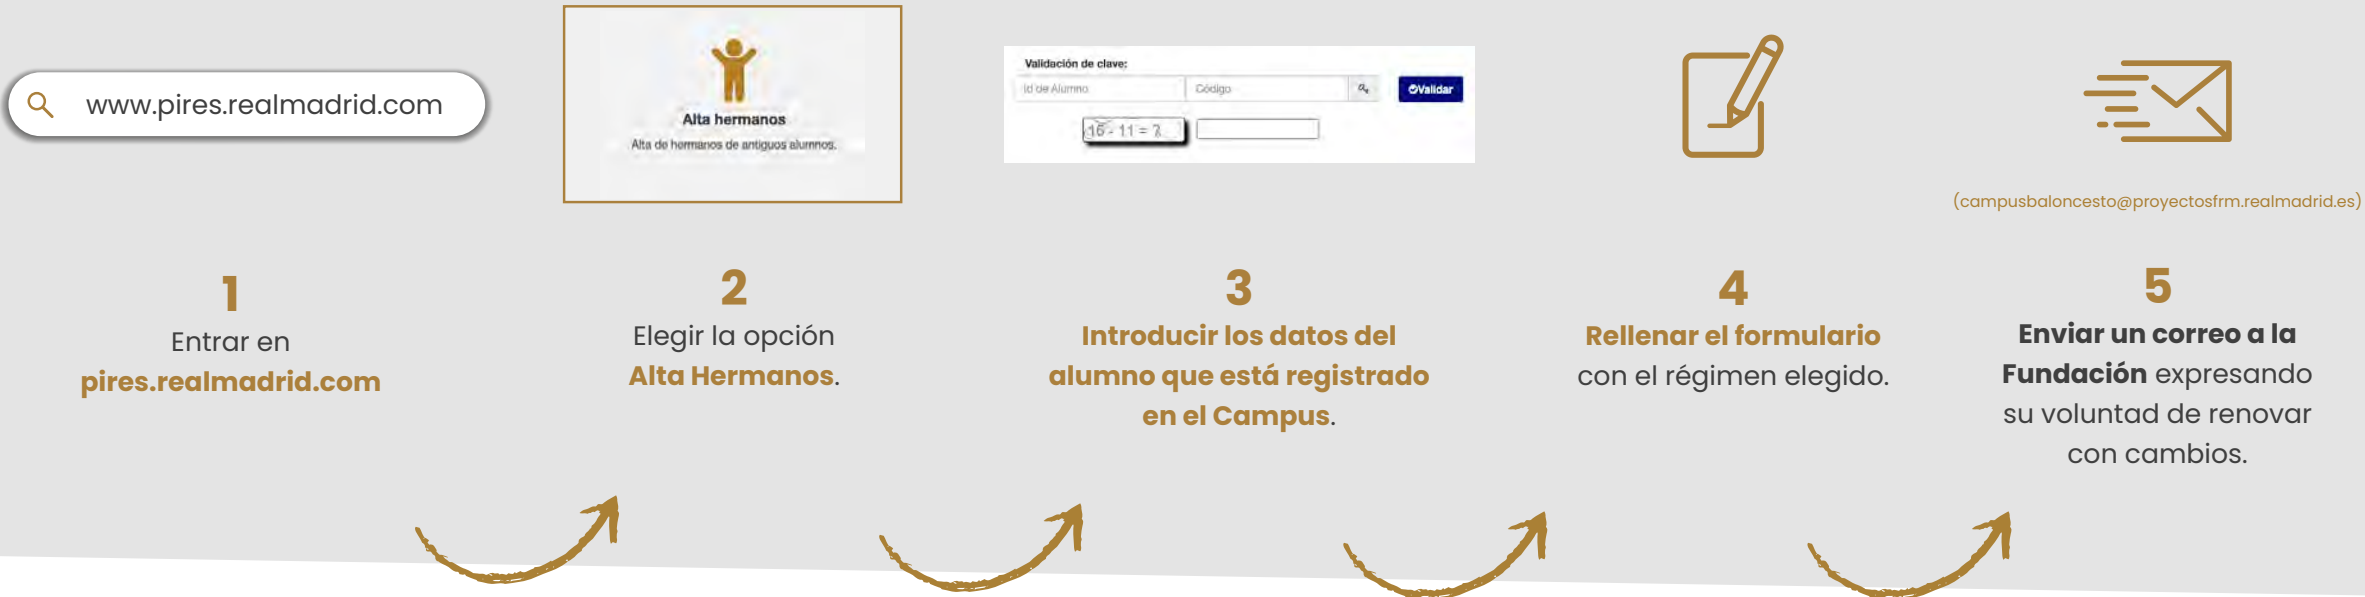 www.pires.realmadrid.com
Alta hermanos
Alta de hermanos de antiguos alumnos.
Validación de clave:
Id de Alumno
Código
Validar
16 - 11 = ?
(campusbaloncesto@proyectosfrm.realmadrid.es)
1
Entrar en
pires.realmadrid.com
2
Elegir la opción
Alta Hermanos.
3
Introducir los datos del
alumno que está registrado
en el Campus.
4
Rellenar el formulario
con el régimen elegido.
5
Enviar un correo a la
Fundación expresando
su voluntad de renovar
con cambios.